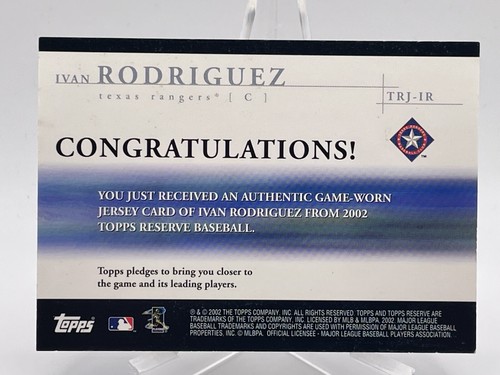 IVAN RODRIGUEZ
texas rangers® [ C ]
TRJ-IR
CONGRATULATIONS!
YOU JUST RECEIVED AN AUTHENTIC GAME-WORN
JERSEY CARD OF IVAN RODRIGUEZ FROM 2002
TOPPS RESERVE BASEBALL.
Topps pledges to bring you closer to
the game and its leading players.
topps
® & © 2002 THE TOPPS COMPANY, INC. ALL RIGHTS RESERVED. TOPPS AND TOPPS RESERVE ARE
TRADEMARKS OF THE TOPPS COMPANY, INC. LICENSED BY MLB & MLBPA, 2002. MAJOR LEAGUE
BASEBALL TRADEMARKS AND COPYRIGHTS ARE USED WITH PERMISSION OF MAJOR LEAGUE BASEBALL
PROPERTIES, INC. © MLBPA. OFFICIAL LICENSEE - MAJOR LEAGUE BASEBALL PLAYERS ASSOCIATION.